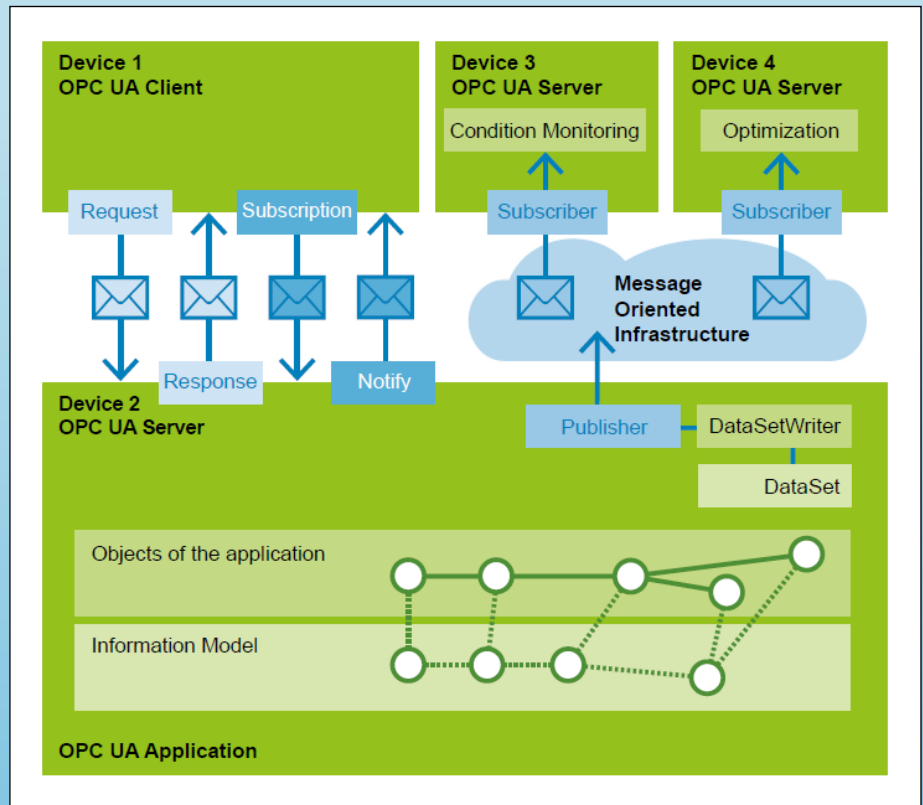 Device 1
OPC UA Client
Device 3
OPC UA Server
Condition Monitoring
Device 4
OPC UA Server
Optimization
Request
Subscription
Subscriber
Subscriber
Message
Oriented
Infrastructure
Response
Notify
Device 2
OPC UA Server
Publisher
DataSetWriter
DataSet
Objects of the application
Information Model
OPC UA Application